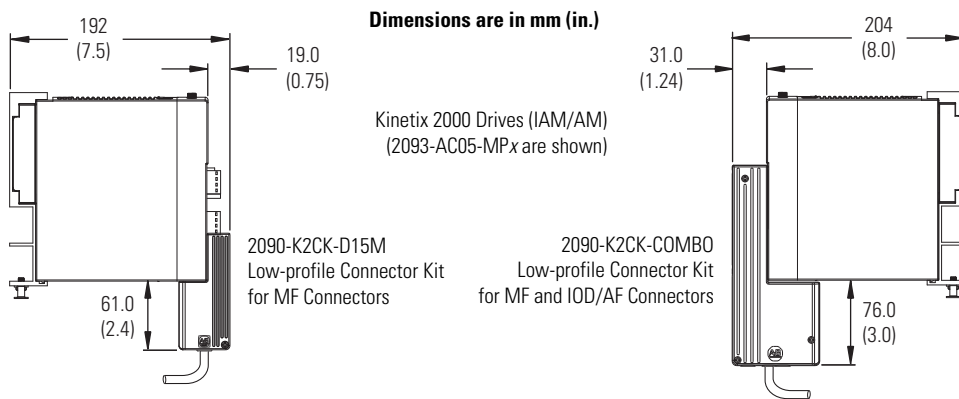 Dimensions are in mm (in.)
192
(7.5)
19.0
(0.75)
31.0
(1.24)
204
(8.0)
Kinetix 2000 Drives (IAM/AM)
(2093-AC05-MPx are shown)
2090-K2CK-D15M
Low-profile Connector Kit
for MF Connectors
2090-K2CK-COMBO
Low-profile Connector Kit
for MF and IOD/AF Connectors
61.0
(2.4)
76.0
(3.0)
AB
AB